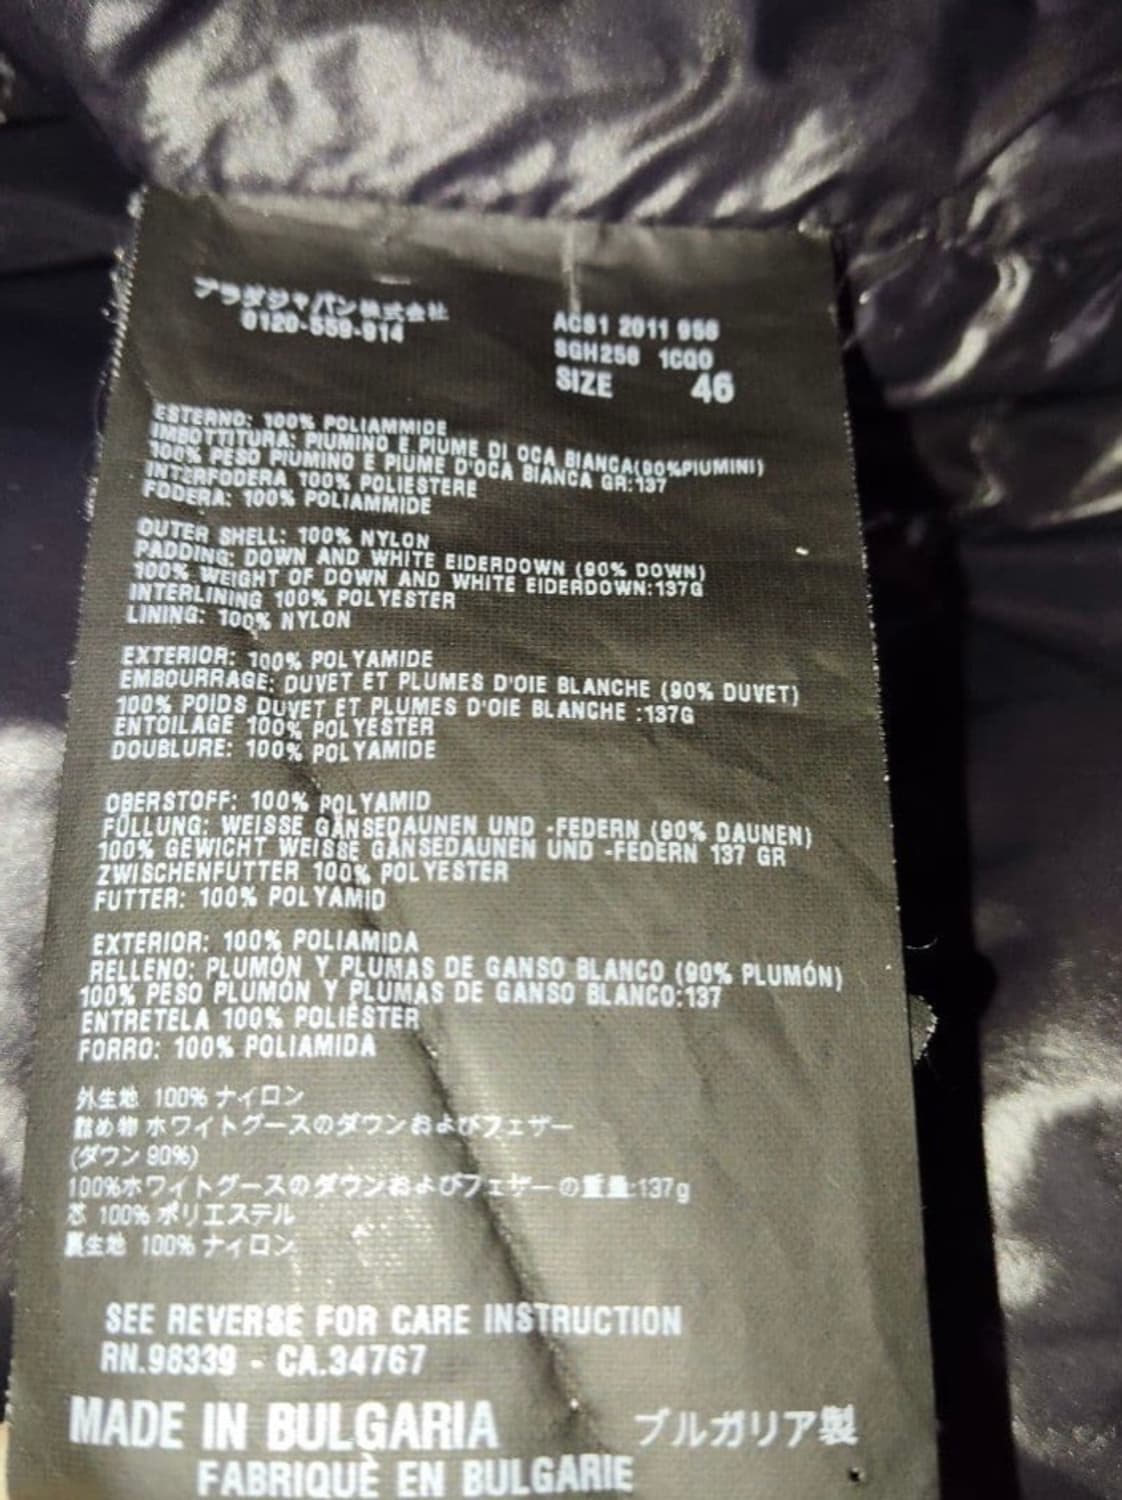 プラダジャパン株式会社
0120-559-914
AC81 2011 956
SGH256 1CQ0
SIZE 46
ESTERNO: 100% POLIAMMIDE
IMBOTTITURA: PIUMINO E PIUME DI OCA BIANCA(90%PIUMINI)
100% PESO PIUMINO E PIUME D'OCA BIANCA GR:137
INTERFODERA 100% POLIESTERE
FODERA: 100% POLIAMMIDE
OUTER SHELL: 100% NYLON
PADDING: DOWN AND WHITE EIDERDOWN (90% DOWN)
100% WEIGHT OF DOWN AND WHITE EIDERDOWN:137G
INTERLINING 100% POLYESTER
LINING: 100% NYLON
EXTERIOR: 100% POLYAMIDE
EMBOURRAGE: DUVET ET PLUMES D'OIE BLANCHE (90% DUVET)
100% POIDS DUVET ET PLUMES D'OIE BLANCHE :137G
ENTOILAGE 100% POLYESTER
DOUBLURE: 100% POLYAMIDE
OBERSTOFF: 100% POLYAMID
FÜLLUNG: WEISSE GÄNSEDAUNEN UND -FEDERN (90% DAUNEN)
100% GEWICHT WEISSE GÄNSEDAUNEN UND -FEDERN 137 GR
ZWISCHENFUTTER 100% POLYESTER
FUTTER: 100% POLYAMID
EXTERIOR: 100% POLIAMIDA
RELLENO: PLUMÓN Y PLUMAS DE GANSO BLANCO (90% PLUMÓN)
100% PESO PLUMÓN Y PLUMAS DE GANSO BLANCO:137
ENTRETELA 100% POLIÉSTER
FORRO: 100% POLIAMIDA
外生地 100% ナイロン
詰め物 ホワイトグースのダウンおよびフェザー
(ダウン 90%)
100%ホワイトグースのダウンおよびフェザーの重量:137g
芯 100% ポリエステル
裏生地 100% ナイロン
SEE REVERSE FOR CARE INSTRUCTION
RN.98339 - CA.34767
MADE IN BULGARIA ブルガリア製
FABRIQUÈ EN BULGARIE